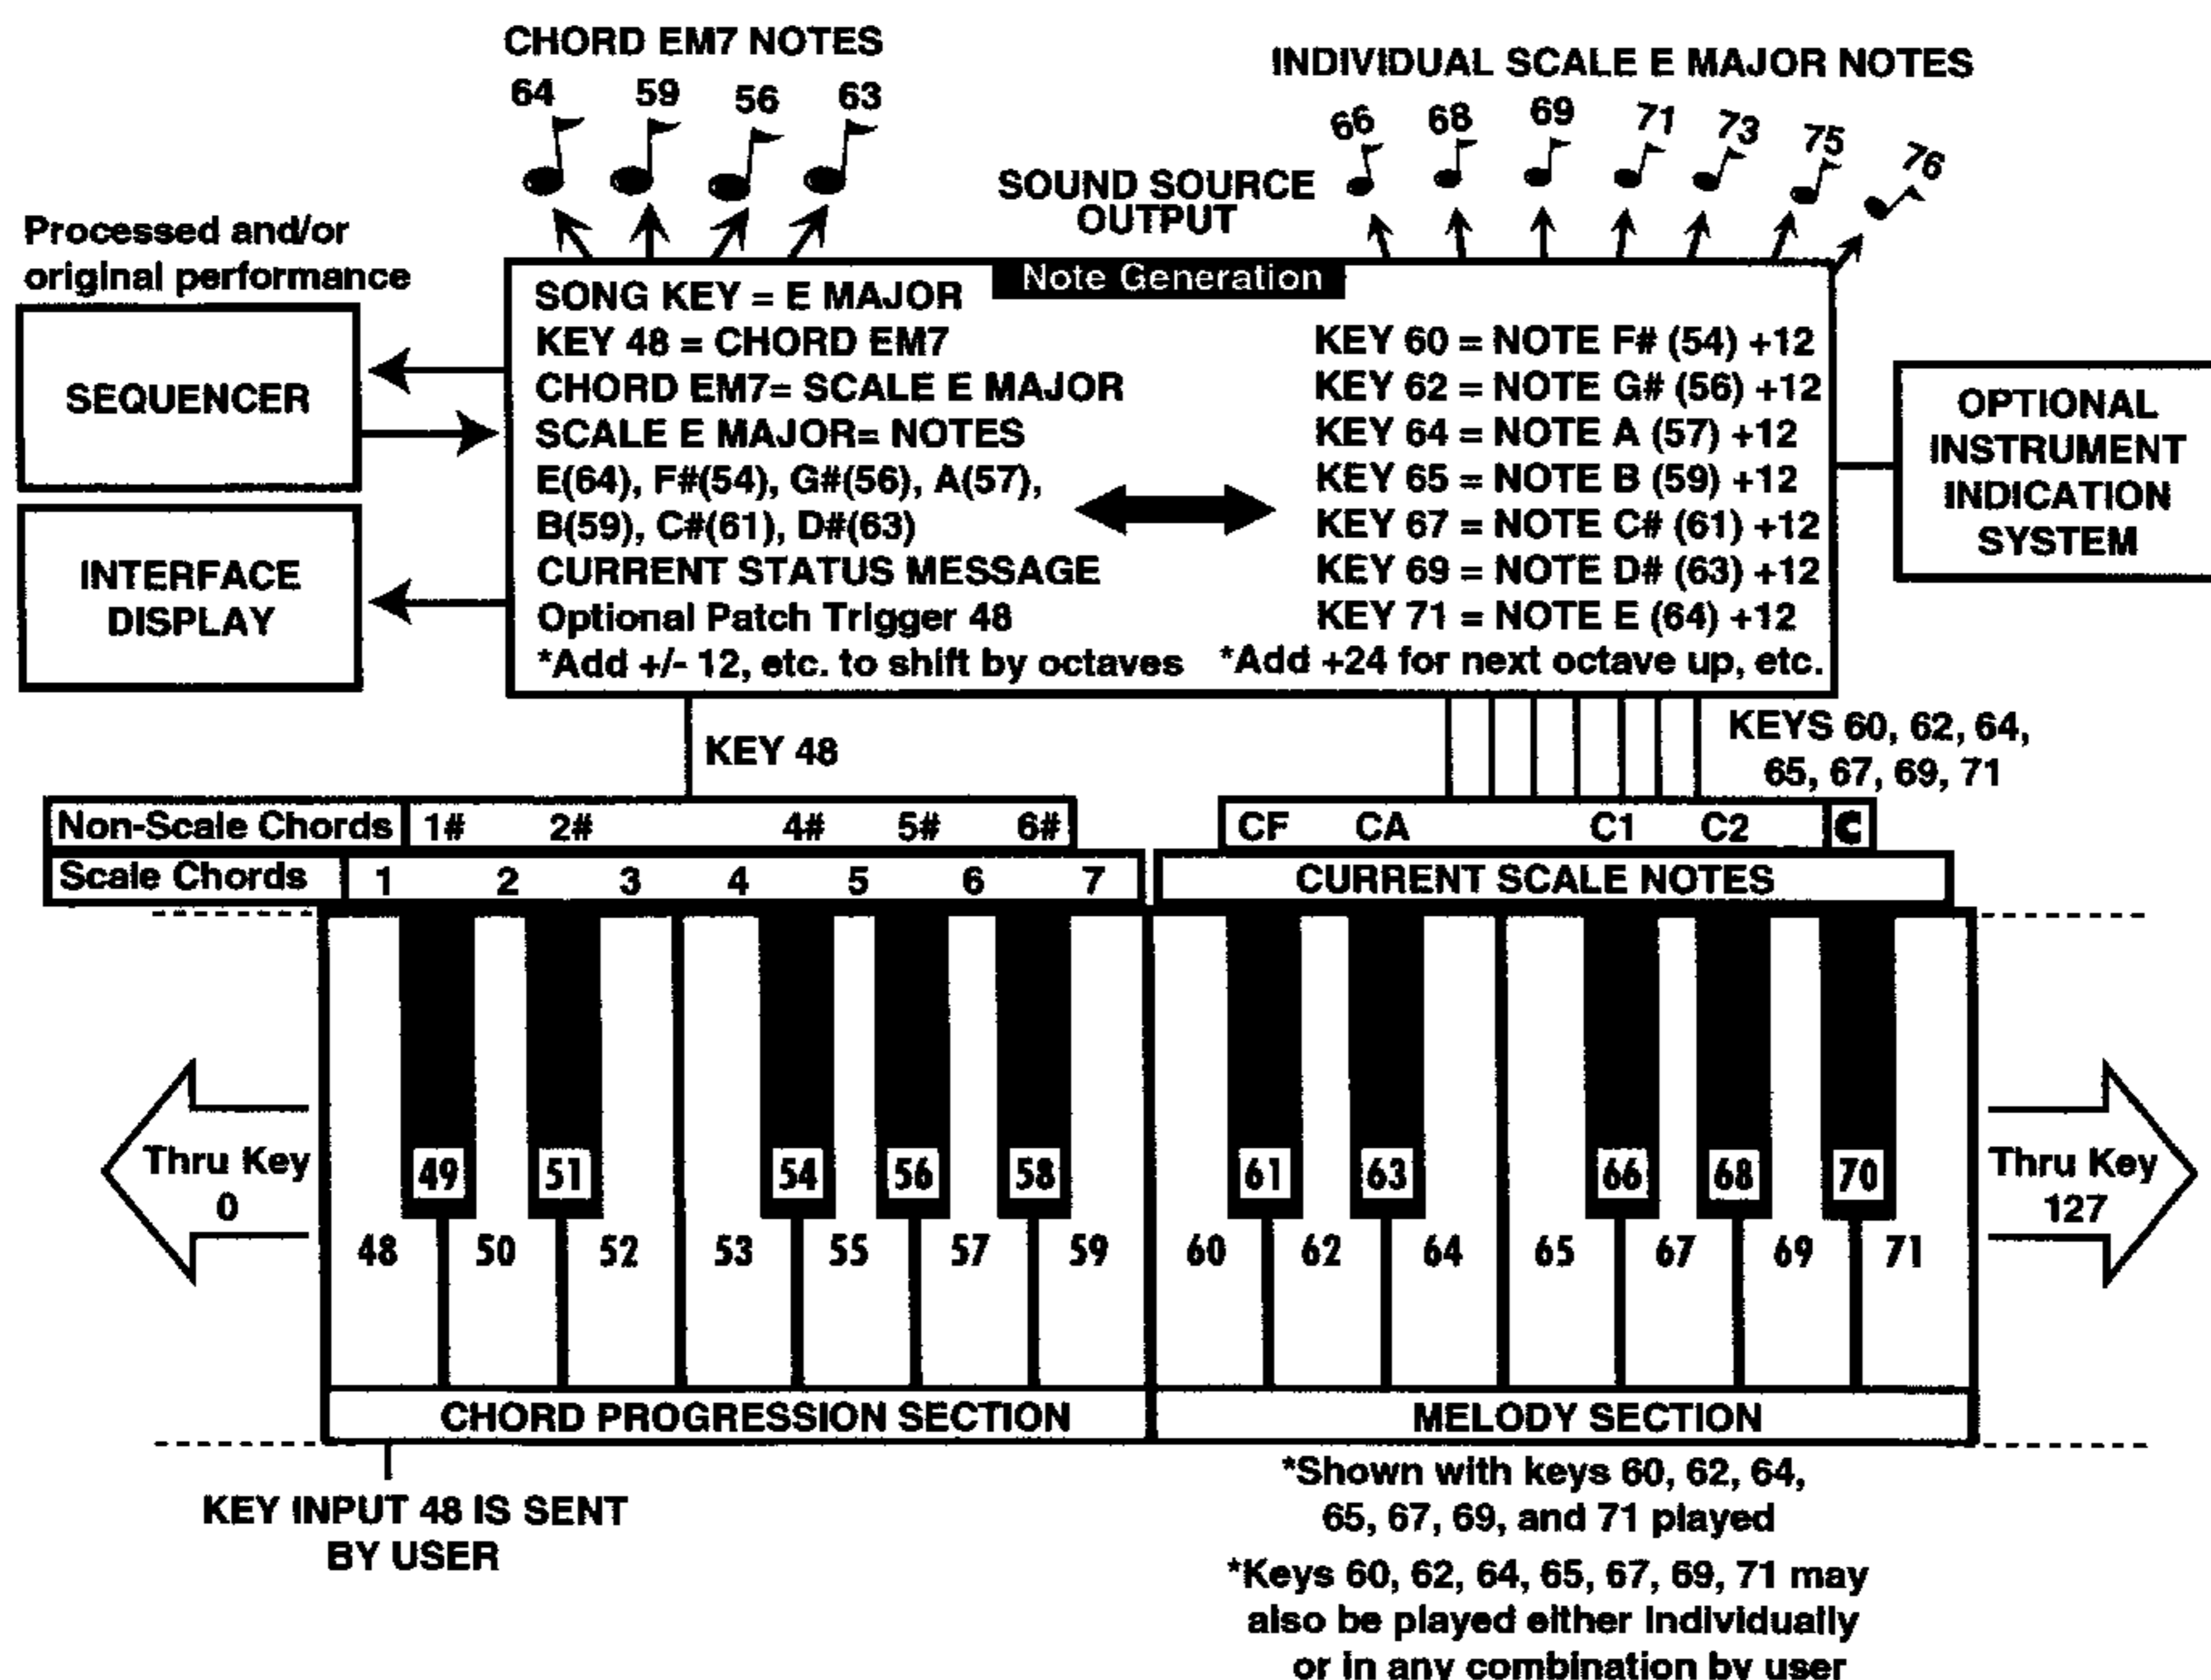 CHORD EM7 NOTES
64 59 56 63
INDIVIDUAL SCALE E MAJOR NOTES
66 68 69 71 73 75 76
SOUND SOURCE
OUTPUT
Processed and/or
original performance
SEQUENCER
INTERFACE
DISPLAY
Note Generation
SONG KEY = E MAJOR
KEY 48 = CHORD EM7
CHORD EM7= SCALE E MAJOR
SCALE E MAJOR= NOTES
E(64), F#(54), G#(56), A(57),
B(59), C#(61), D#(63)
CURRENT STATUS MESSAGE
Optional Patch Trigger 48
*Add +/- 12, etc. to shift by octaves
KEY 60 = NOTE F# (54) +12
KEY 62 = NOTE G# (56) +12
KEY 64 = NOTE A (57) +12
KEY 65 = NOTE B (59) +12
KEY 67 = NOTE C# (61) +12
KEY 69 = NOTE D# (63) +12
KEY 71 = NOTE E (64) +12
*Add +24 for next octave up, etc.
OPTIONAL
INSTRUMENT
INDICATION
SYSTEM
KEY 48
KEYS 60, 62, 64,
65, 67, 69, 71
Non-Scale Chords 1# 2# 4# 5# 6#
CF CA C1 C2 C
Scale Chords 1 2 3 4 5 6 7
CURRENT SCALE NOTES
Thru Key
0
49 51 54 56 58 61 63 66 68 70
48 50 52 53 55 57 59 60 62 64 65 67 69 71
Thru Key
127
CHORD PROGRESSION SECTION
MELODY SECTION
KEY INPUT 48 IS SENT
BY USER
*Shown with keys 60, 62, 64,
65, 67, 69, and 71 played
*Keys 60, 62, 64, 65, 67, 69, 71 may
also be played either individually
or in any combination by user